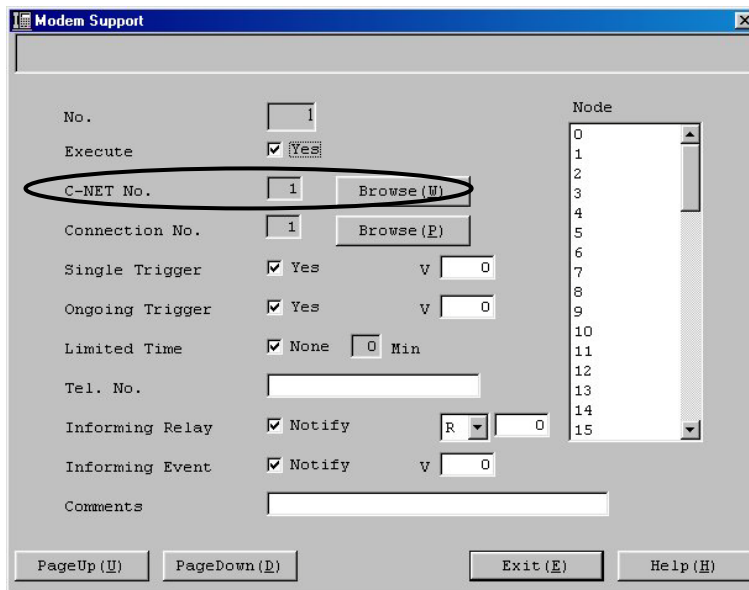 Modem Support
No. 1
Execute Yes
C-NET No. 1 Browse(W)
Connection No. 1 Browse(P)
Single Trigger Yes V 0
Ongoing Trigger Yes V 0
Limited Time None 0 Min
Tel. No.
Informing Relay Notify R 0
Informing Event Notify V 0
Comments
Node
0
1
2
3
4
5
6
7
8
9
10
11
12
13
14
15
PageUp(U) PageDown(D) Exit(E) Help(H)